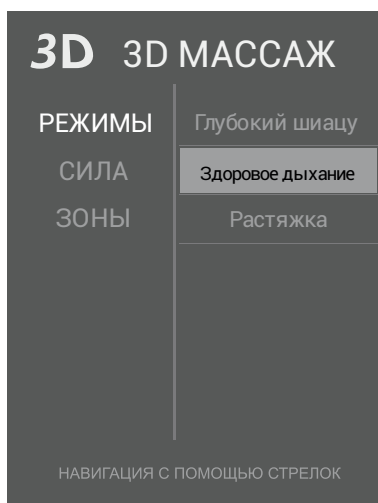 3D 3D МАССАЖ
РЕЖИМЫ
СИЛА
ЗОНЫ
Глубокий шиацу
Здоровое дыхание
Растяжка
НАВИГАЦИЯ С ПОМОЩЬЮ СТРЕЛОК